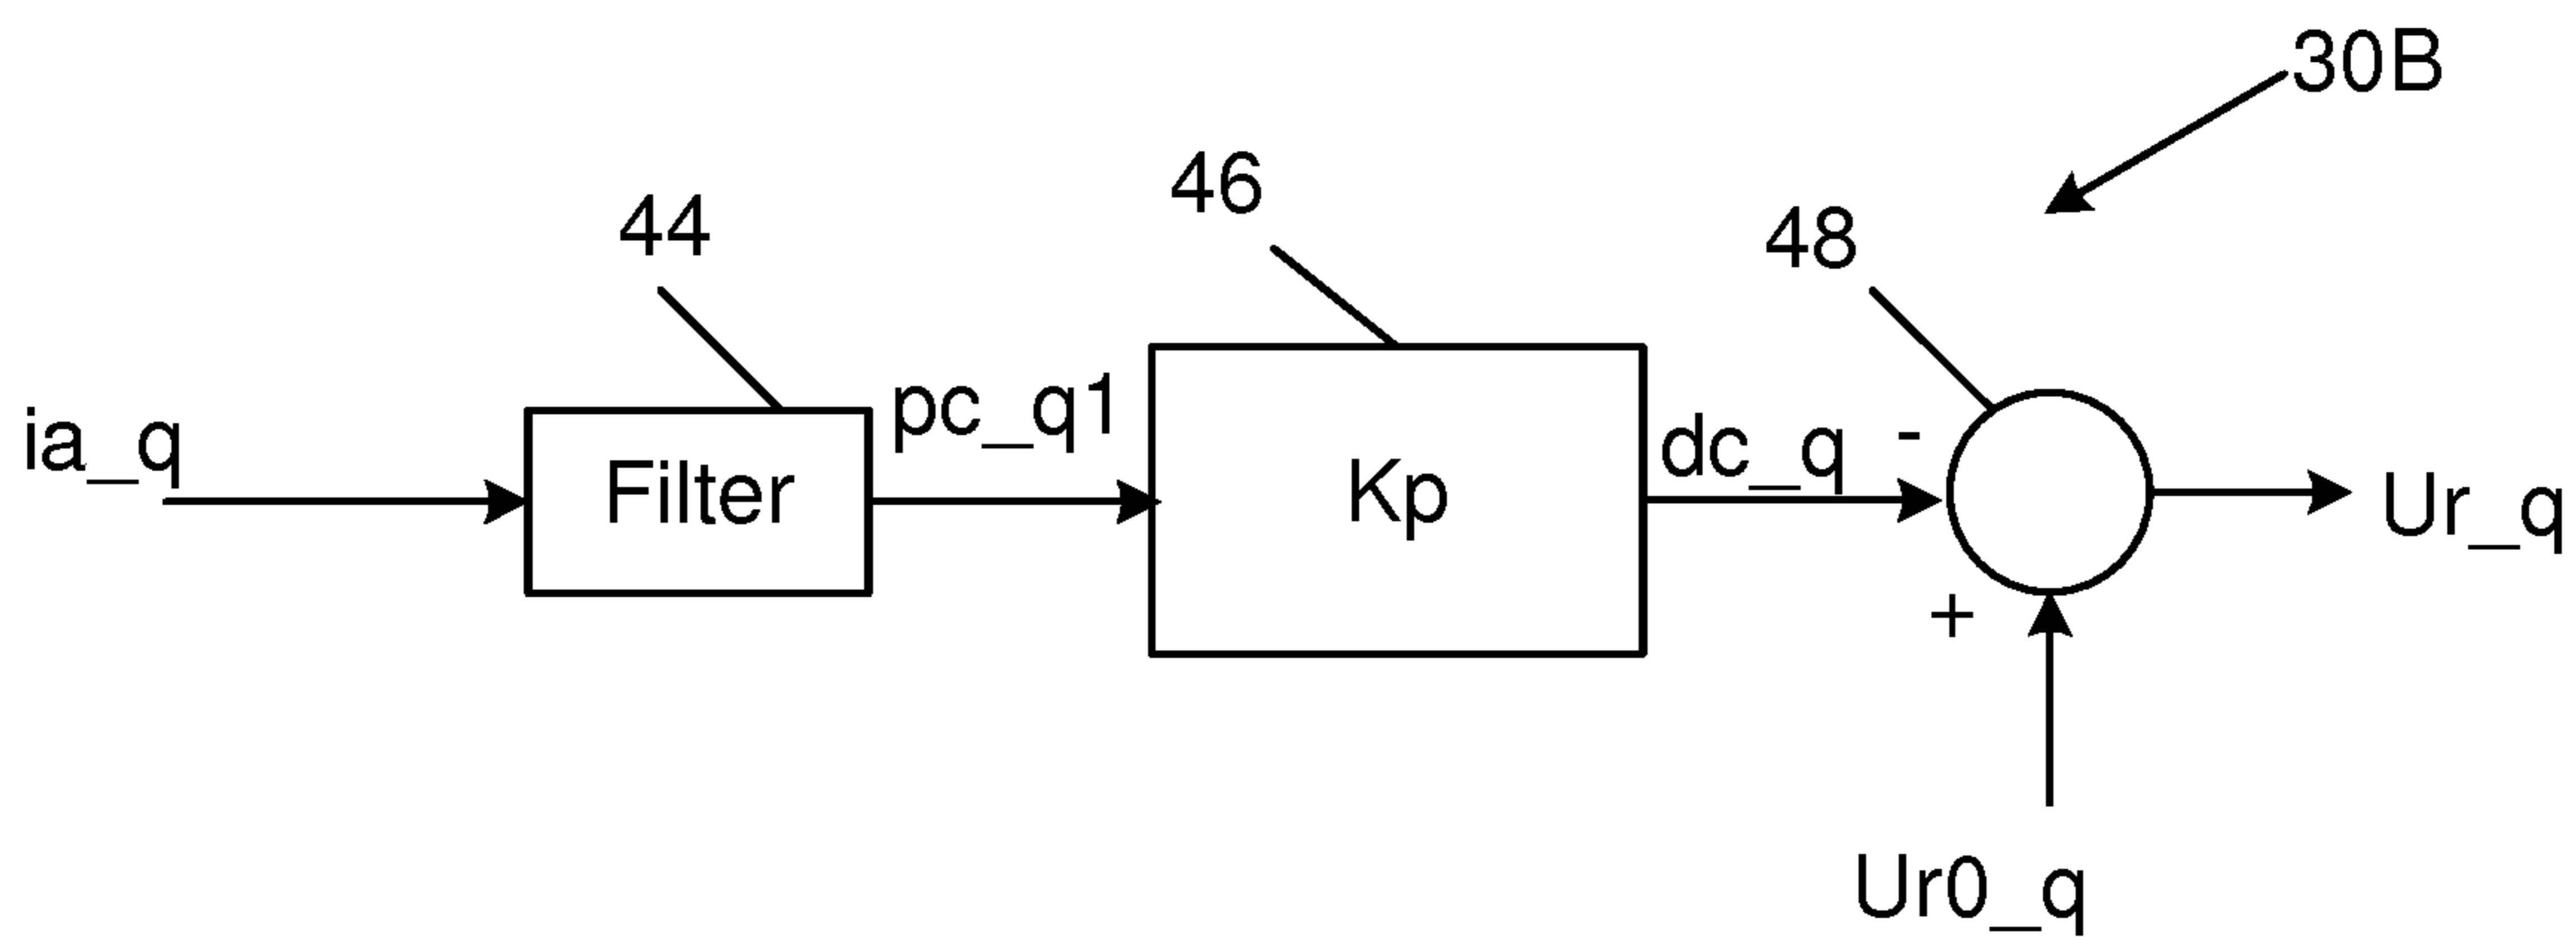 30B
46
44
48
pc_q1
ia_q
dc_q
-
Filter
Kp
Ur_q
+
Ur0_q